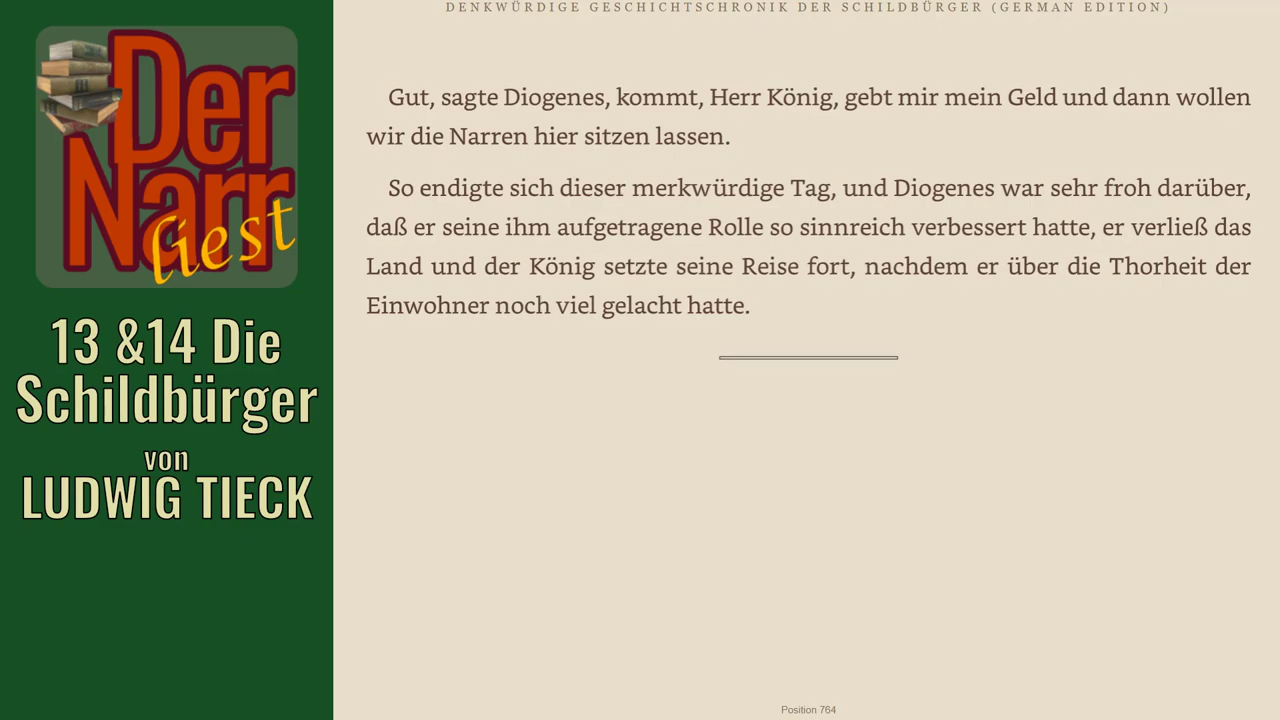 Der
Narr
liest
13 &14 Die
Schildbürger
von
LUDWIG TIECK
DENKWÜRDIGE GESCHICHTSCHRONIK DER SCHILDBÜRGER (GERMAN EDITION)
Gut, sagte Diogenes, kommt, Herr König, gebt mir mein Geld und dann wollen
wir die Narren hier sitzen lassen.
So endigte sich dieser merkwürdige Tag, und Diogenes war sehr froh darüber,
daß er seine ihm aufgetragene Rolle so sinnreich verbessert hatte, er verließ das
Land und der König setzte seine Reise fort, nachdem er über die Thorheit der
Einwohner noch viel gelacht hatte.
Position 764